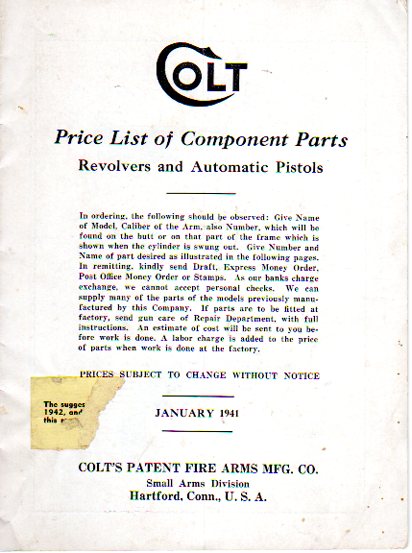 COLT
Price List of Component Parts
Revolvers and Automatic Pistols
In ordering, the following should be observed: Give Name
of Model, Caliber of the Arm, also Number, which will be
found on the butt or on that part of the frame which is
shown when the cylinder is swung out. Give Number and
Name of part desired as illustrated in the following pages.
In remitting, kindly send Draft, Express Money Order,
Post Office Money Order or Stamps. As our banks charge
exchange, we cannot accept personal checks. We can
supply many of the parts of the models previously manu-
factured by this Company. If parts are to be fitted at
factory, send gun care of Repair Department, with full
instructions. An estimate of cost will be sent to you be-
fore work is done. A labor charge is added to the price
of parts when work is done at the factory.
PRICES SUBJECT TO CHANGE WITHOUT NOTICE
The sugges
1942, and
this
JANUARY 1941
COLT'S PATENT FIRE ARMS MFG. CO.
Small Arms Division
Hartford, Conn., U. S. A.